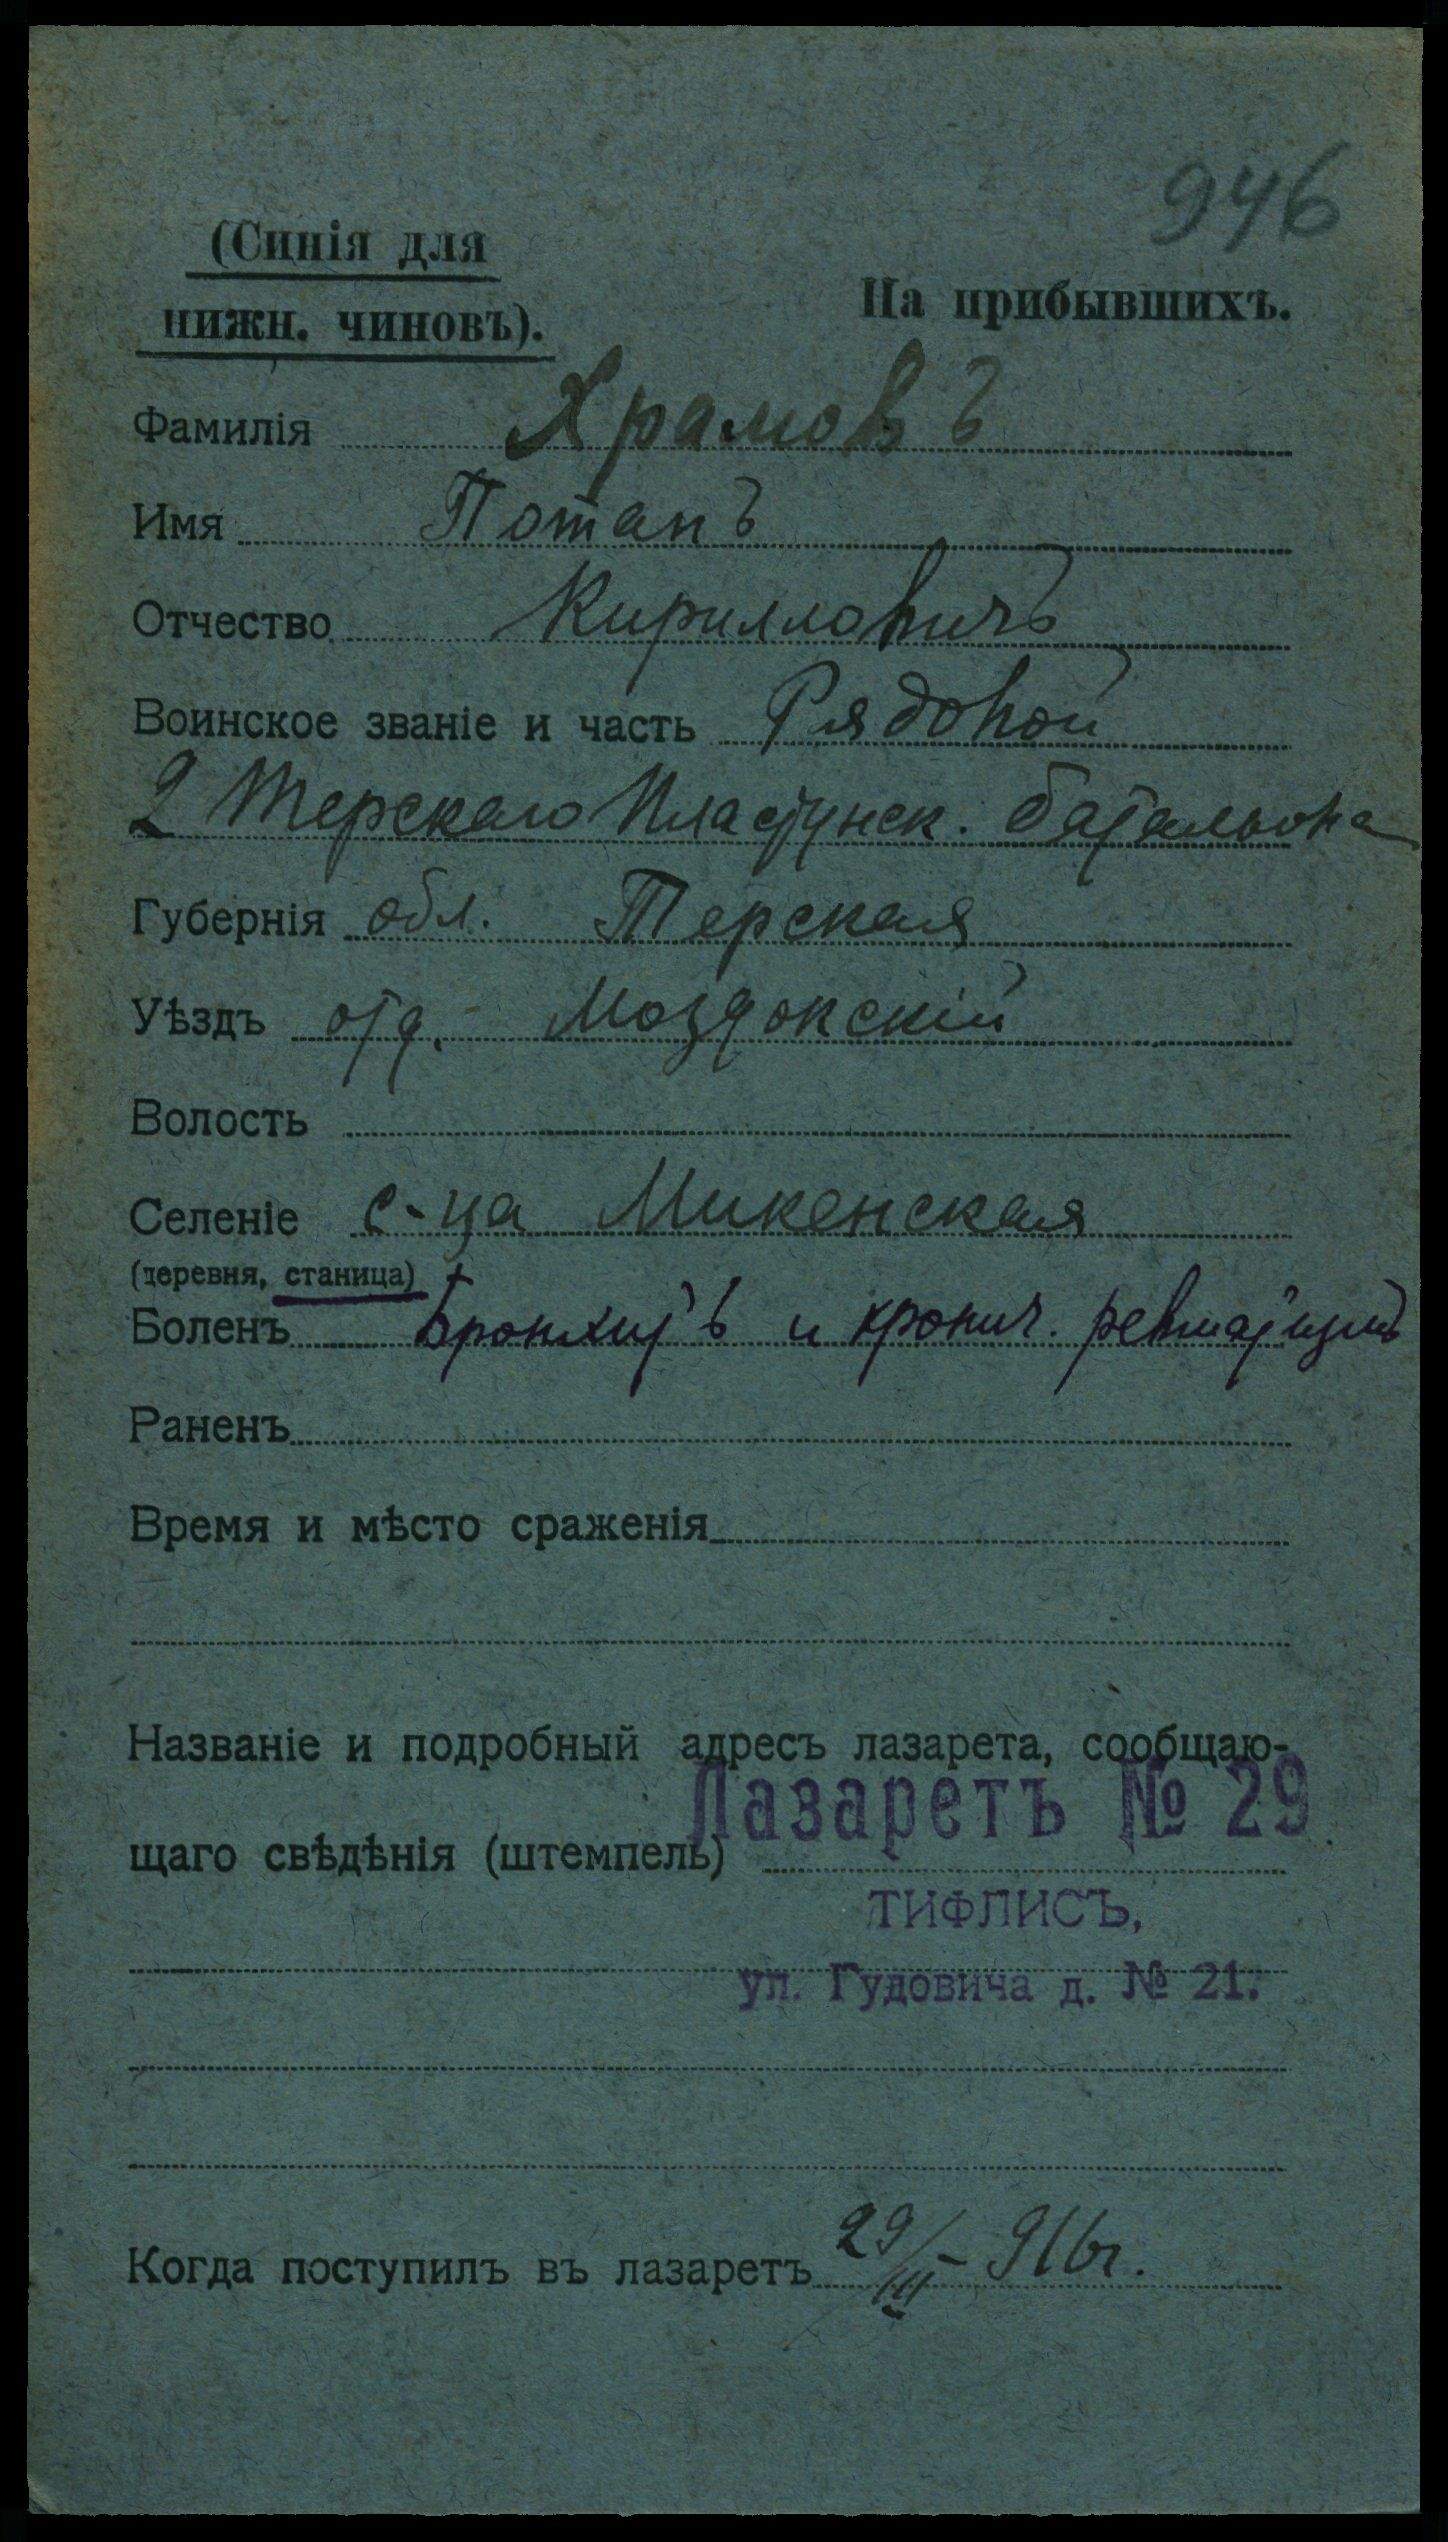 946
(Синія для
нижн. чиновъ).
На прибывшихъ.
Фамилія Храмовъ
Имя Потапъ
Отчество Кирилловичъ
Воинское званіе и часть Рядовой
2 Терскаго Пластунск. баталіона
Губернія обл. Терская
Уѣздъ отд. Моздокскій
Волость
Селеніе с-ца Микенская
(деревня, станица)
Боленъ Бронхитъ и хронич. ревматизмъ
Раненъ
Время и мѣсто сраженія
Названіе и подробный адресъ лазарета, сообщаю-
щаго свѣдѣнія (штемпель)
Лазаретъ № 29
ТИФЛИСЪ,
ул. Гудовича д. № 21.
Когда поступилъ въ лазаретъ 29/III - 916г.